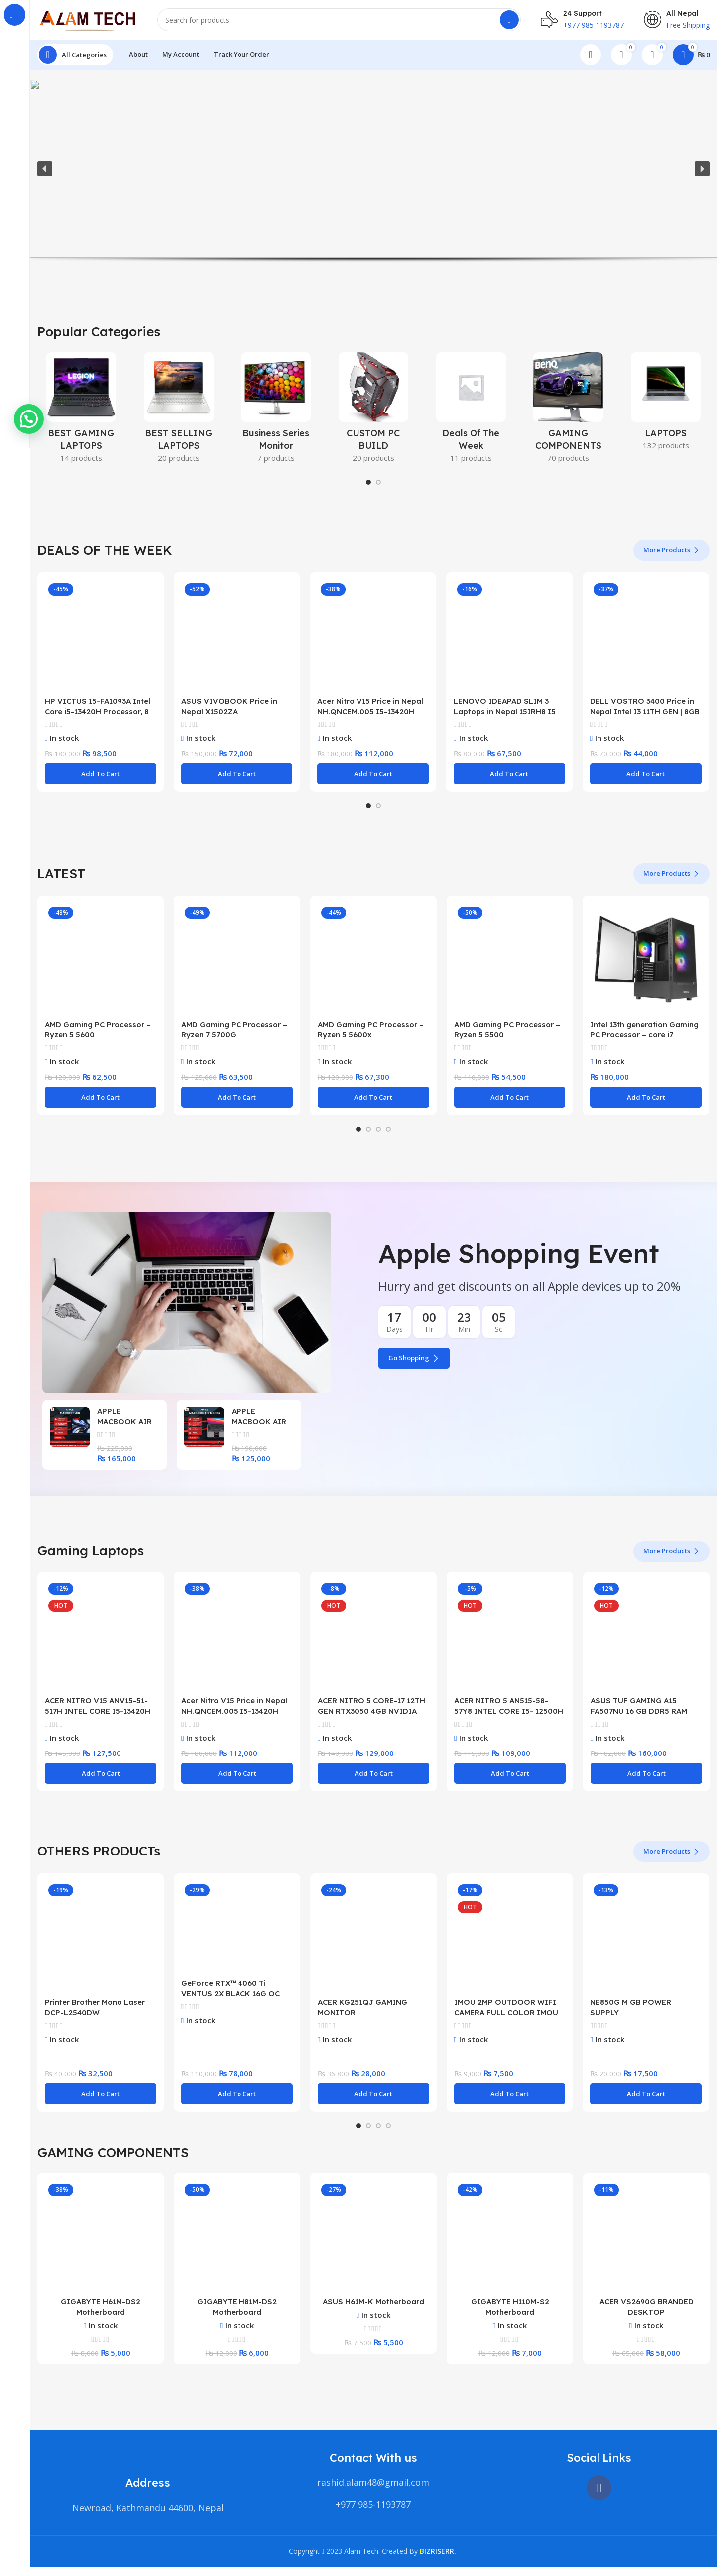 ALAM TECH
Search for products
24 Support
+977 985-1193787
All Nepal
Free Shipping
All Categories
About
My Account
Track Your Order
0
0
0
₨ 0
Popular Categories
BEST GAMING
LAPTOPS
14 products
BEST SELLING
LAPTOPS
20 products
Business Series
Monitor
7 products
CUSTOM PC
BUILD
20 products
Deals Of The
Week
11 products
GAMING
COMPONENTS
70 products
LAPTOPS
132 products
DEALS OF THE WEEK
More Products
-45%
HP VICTUS 15-FA1093A Intel
Core i5-13420H Processor, 8
In stock
₨ 180,000 ₨ 98,500
Add To Cart
-52%
ASUS VIVOBOOK Price in
Nepal X1502ZA
In stock
₨ 150,000 ₨ 72,000
Add To Cart
-38%
Acer Nitro V15 Price in Nepal
NH.QNCEM.005 I5-13420H
In stock
₨ 180,000 ₨ 112,000
Add To Cart
-16%
LENOVO IDEAPAD SLIM 3
Laptops in Nepal 15IRH8 I5
In stock
₨ 80,000 ₨ 67,500
Add To Cart
-37%
DELL VOSTRO 3400 Price in
Nepal Intel I3 11TH GEN | 8GB
In stock
₨ 70,000 ₨ 44,000
Add To Cart
LATEST
More Products
-48%
AMD Gaming PC Processor –
Ryzen 5 5600
In stock
₨ 120,000 ₨ 62,500
Add To Cart
-49%
AMD Gaming PC Processor –
Ryzen 7 5700G
In stock
₨ 125,000 ₨ 63,500
Add To Cart
-44%
AMD Gaming PC Processor –
Ryzen 5 5600x
In stock
₨ 120,000 ₨ 67,300
Add To Cart
-50%
AMD Gaming PC Processor –
Ryzen 5 5500
In stock
₨ 110,000 ₨ 54,500
Add To Cart
Intel 13th generation Gaming
PC Processor – core i7
In stock
₨ 180,000
Add To Cart
Apple Shopping Event
Hurry and get discounts on all Apple devices up to 20%
17
Days
00
Hr
23
Min
05
Sc
Go Shopping
APPLE
MACBOOK AIR
₨ 225,000
₨ 165,000
APPLE
MACBOOK AIR
₨ 190,000
₨ 125,000
Gaming Laptops
More Products
-12%
HOT
ACER NITRO V15 ANV15-51-
517H INTEL CORE I5-13420H
In stock
₨ 145,000 ₨ 127,500
Add To Cart
-38%
Acer Nitro V15 Price in Nepal
NH.QNCEM.005 I5-13420H
In stock
₨ 180,000 ₨ 112,000
Add To Cart
-8%
HOT
ACER NITRO 5 CORE-17 12TH
GEN RTX3050 4GB NVIDIA
In stock
₨ 140,000 ₨ 129,000
Add To Cart
-5%
HOT
ACER NITRO 5 AN515-58-
57Y8 INTEL CORE I5- 12500H
In stock
₨ 115,000 ₨ 109,000
Add To Cart
-12%
HOT
ASUS TUF GAMING A15
FA507NU 16 GB DDR5 RAM
In stock
₨ 182,000 ₨ 160,000
Add To Cart
OTHERS PRODUCTs
More Products
-19%
Printer Brother Mono Laser
DCP-L2540DW
In stock
₨ 40,000 ₨ 32,500
Add To Cart
-29%
GeForce RTX™ 4060 Ti
VENTUS 2X BLACK 16G OC
In stock
₨ 110,000 ₨ 78,000
Add To Cart
-24%
ACER KG251QJ GAMING
MONITOR
In stock
₨ 36,800 ₨ 28,000
Add To Cart
-17%
HOT
IMOU 2MP OUTDOOR WIFI
CAMERA FULL COLOR IMOU
In stock
₨ 9,000 ₨ 7,500
Add To Cart
-13%
NE850G M GB POWER
SUPPLY
In stock
₨ 20,000 ₨ 17,500
Add To Cart
GAMING COMPONENTS
-38%
GIGABYTE H61M-DS2
Motherboard
In stock
₨ 8,000 ₨ 5,000
-50%
GIGABYTE H81M-DS2
Motherboard
In stock
₨ 12,000 ₨ 6,000
-27%
ASUS H61M-K Motherboard
In stock
₨ 7,500 ₨ 5,500
-42%
GIGABYTE H110M-S2
Motherboard
In stock
₨ 12,000 ₨ 7,000
-11%
ACER VS2690G BRANDED
DESKTOP
In stock
₨ 65,000 ₨ 58,000
Address
Newroad, Kathmandu 44600, Nepal
Contact With us
rashid.alam48@gmail.com
+977 985-1193787
Social Links
Copyright 2023 Alam Tech. Created By BIZRISERR.